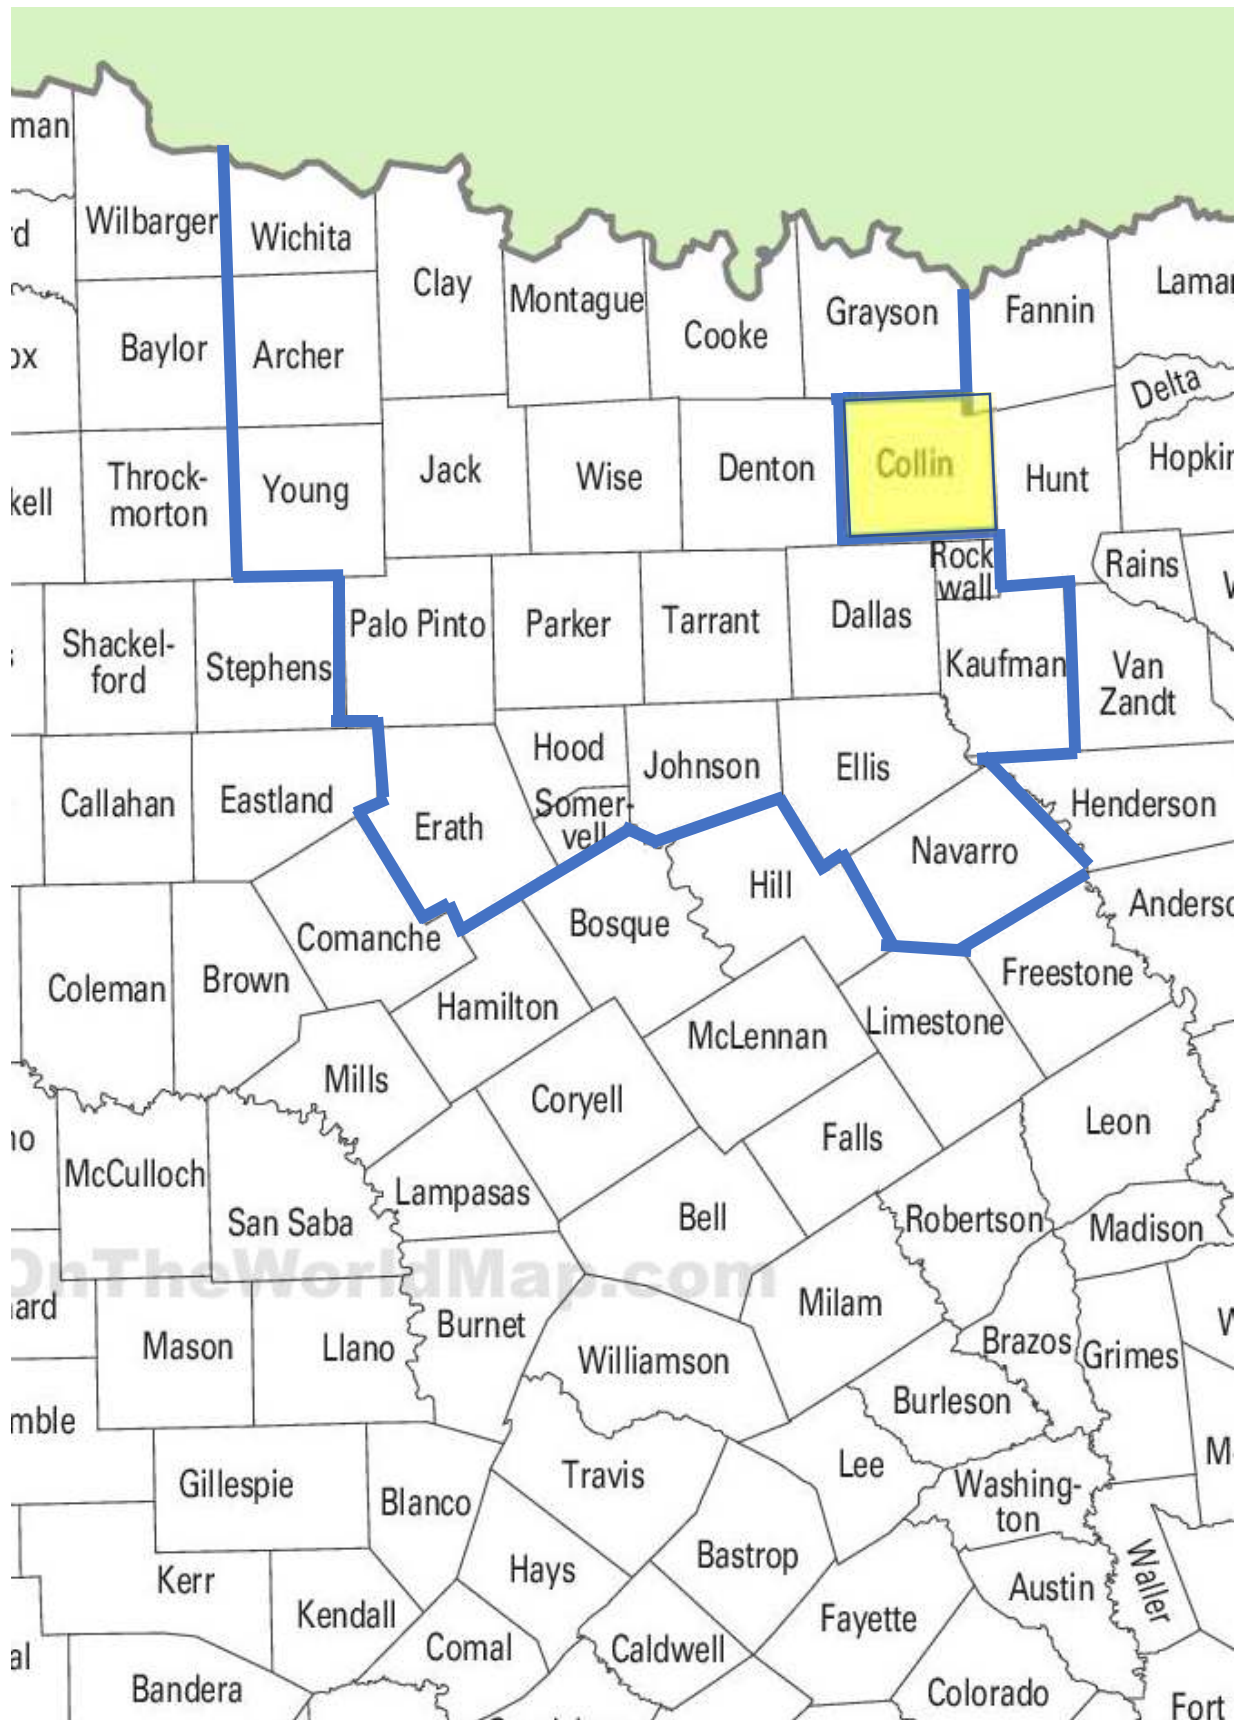 man
Wilbarger
Wichita
rd
Clay
Montague
Lamar
Grayson
Fannin
Cooke
Baylor
Archer
ox
Delta
Jack
Wise
Denton
Collin
Hunt
Hopkin
Throck-
morton
Young
kell
Rock
wall
Rains
Palo Pinto
Parker
Tarrant
Dallas
Shackel-
ford
Stephens
Kaufman
Van
Zandt
Hood
Johnson
Ellis
Callahan
Eastland
Erath
Somer-
vell
Henderson
Navarro
Hill
Anderso
Comanche
Bosque
Coleman
Brown
Hamilton
Freestone
McLennan
Limestone
Mills
Coryell
Leon
Falls
McCulloch
Lampasas
San Saba
Bell
Robertson
Madison
OnTheWorldMap.com
ard
Milam
Burnet
Mason
Llano
Williamson
Brazos
Grimes
mble
Burleson
Gillespie
Blanco
Travis
Lee
Washing-
ton
Kerr
Hays
Bastrop
Austin
Waller
Kendall
Fayette
Comal
Caldwell
al
Bandera
Colorado
Fort